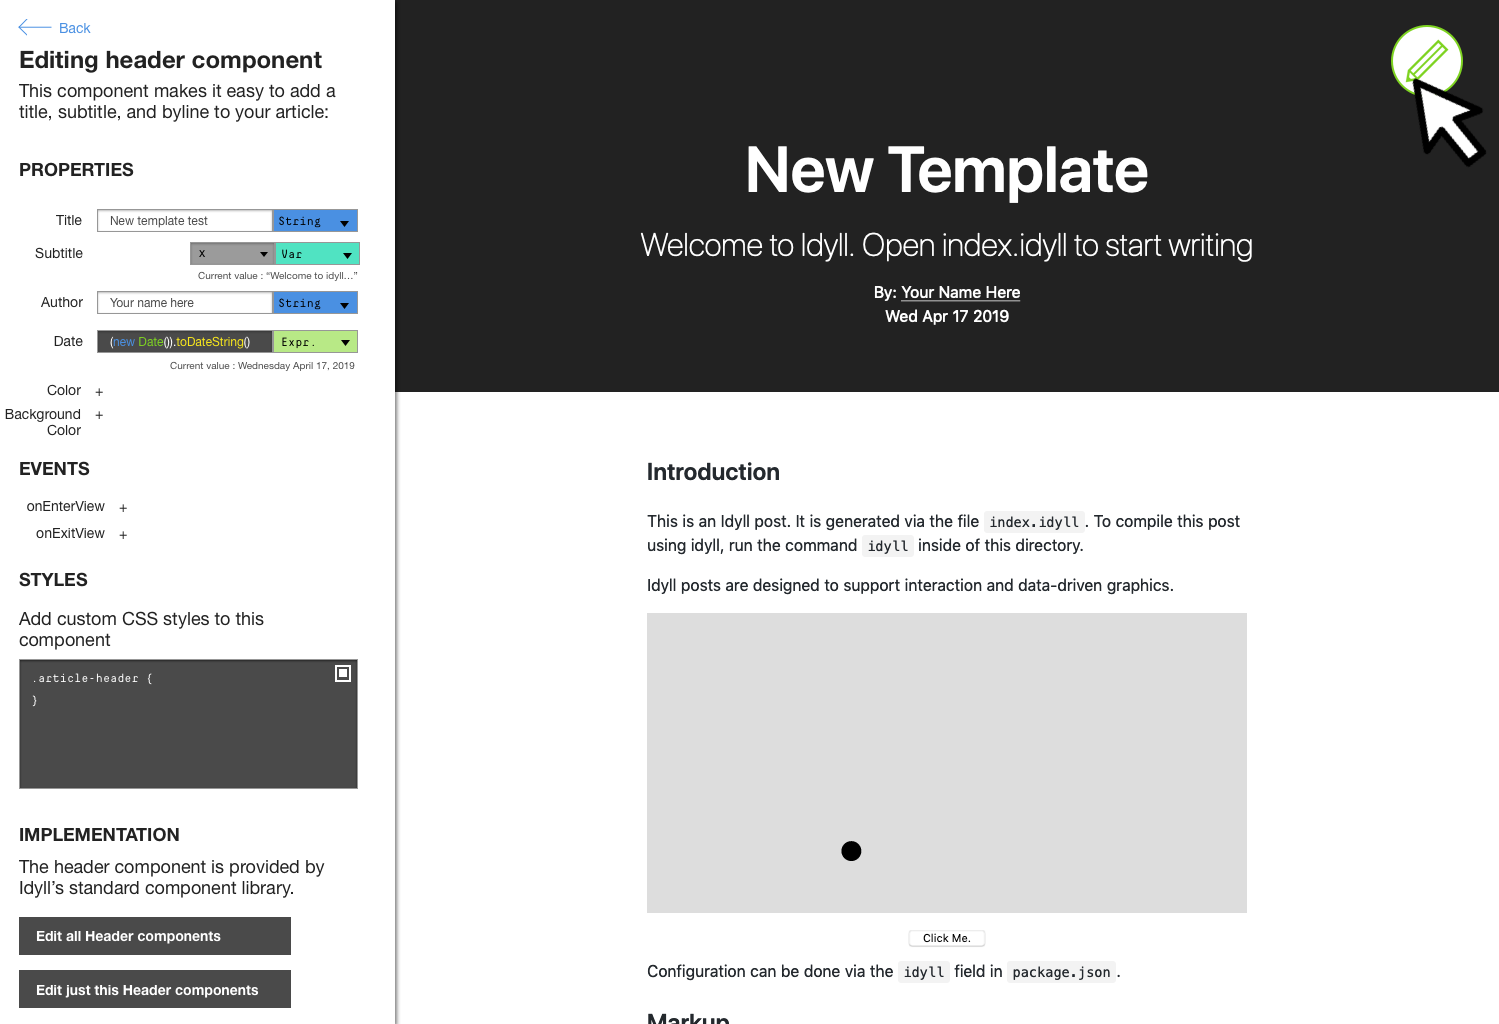 Back
Editing header component
This component makes it easy to add a
title, subtitle, and byline to your article:
PROPERTIES
Title New template test String
Subtitle x Var
Current value : “Welcome to idyll...”
Author Your name here String
Date (new Date()).toDateString() Expr.
Current value : Wednesday April 17, 2019
Color +
Background +
Color
EVENTS
onEnterView +
onExitView +
STYLES
Add custom CSS styles to this
component
.article-header {
}
IMPLEMENTATION
The header component is provided by
Idyll’s standard component library.
Edit all Header components
Edit just this Header components
New Template
Welcome to Idyll. Open index.idyll to start writing
By: Your Name Here
Wed Apr 17 2019
Introduction
This is an Idyll post. It is generated via the file index.idyll. To compile this post
using idyll, run the command idyll inside of this directory.
Idyll posts are designed to support interaction and data-driven graphics.
Click Me.
Configuration can be done via the idyll field in package.json.
Markup